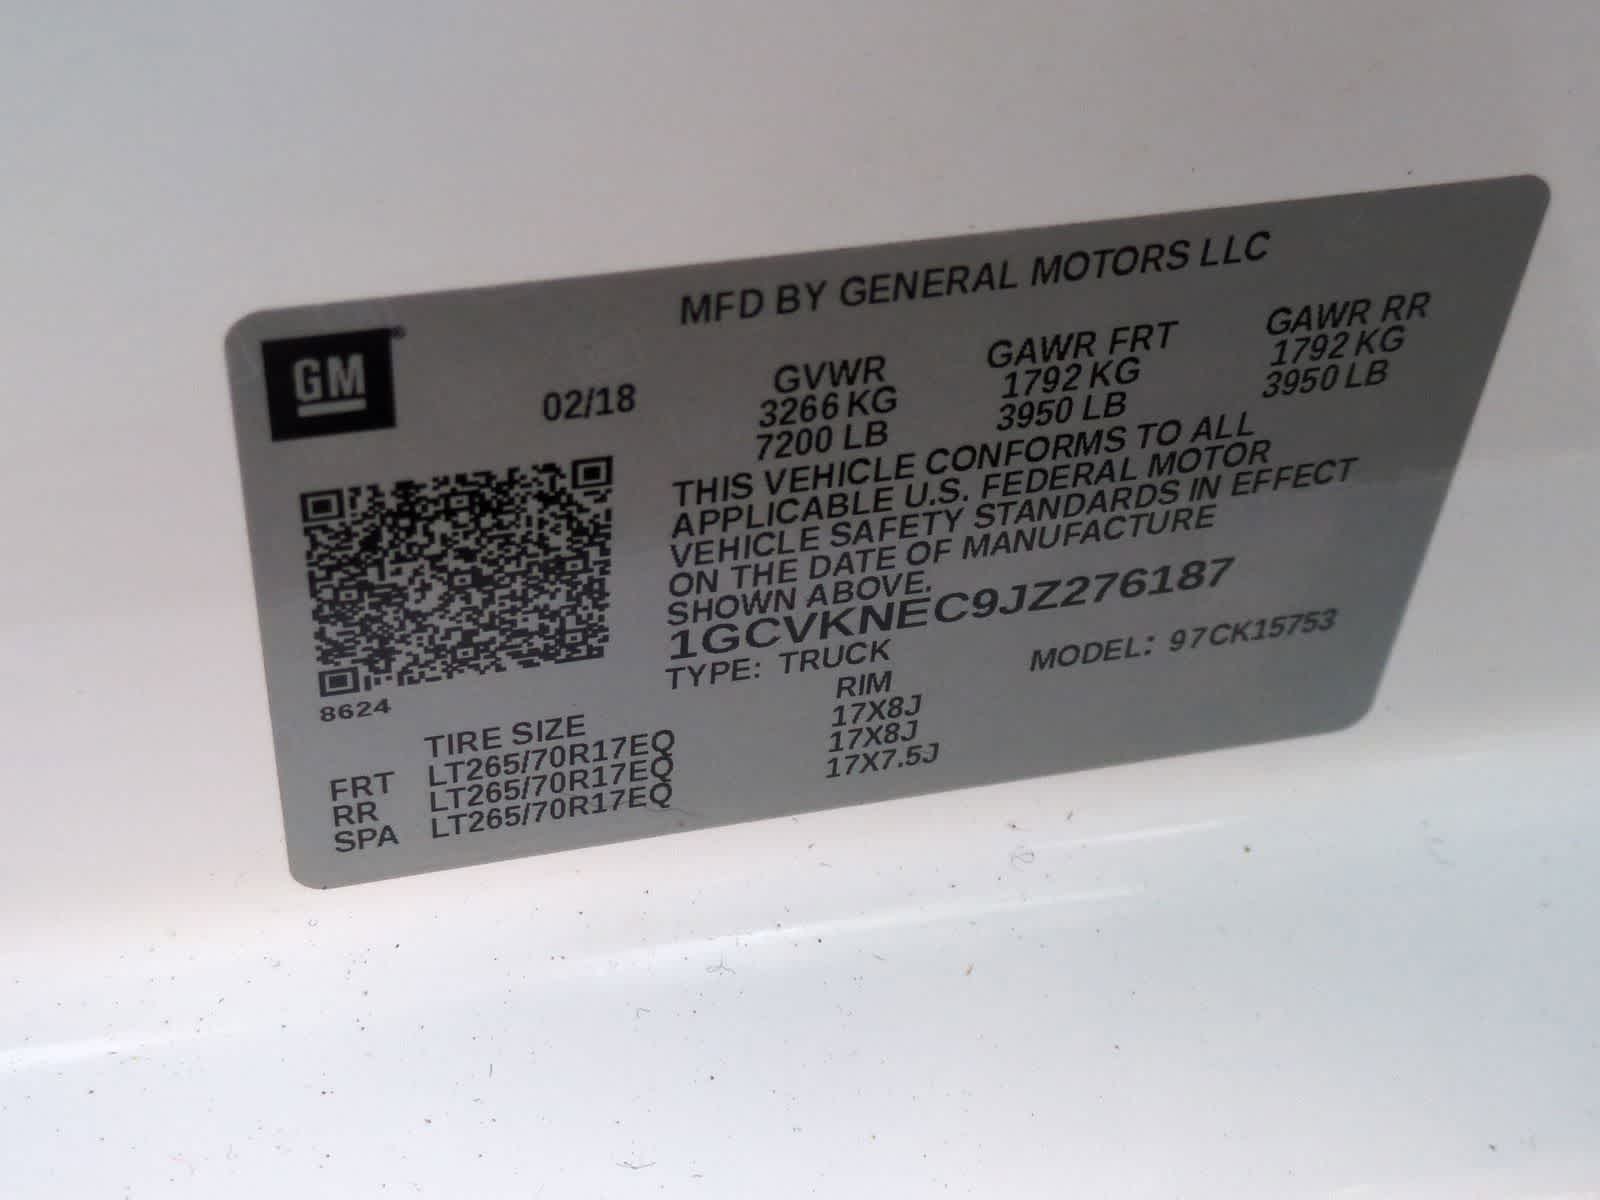 MFD BY GENERAL MOTORS LLC
GM
02/18
GVWR GAWR FRT GAWR RR
3266 KG 1792 KG 1792 KG
7200 LB 3950 LB 3950 LB
THIS VEHICLE CONFORMS TO ALL
APPLICABLE U.S. FEDERAL MOTOR
VEHICLE SAFETY STANDARDS IN EFFECT
ON THE DATE OF MANUFACTURE
SHOWN ABOVE.
1GCVKNEC9JZ276187
TYPE: TRUCK MODEL: 97CK15753
8624
TIRE SIZE RIM
FRT LT265/70R17EQ 17X8J
RR LT265/70R17EQ 17X8J
SPA LT265/70R17EQ 17X7.5J